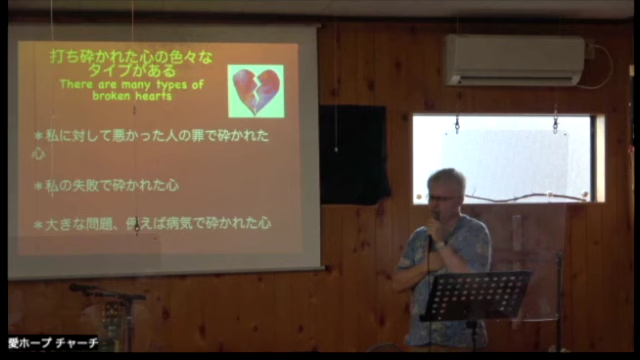 打ち砕かれた心の色々な
タイプがある
There are many types of
broken hearts
＊私に対して悪かった人の罪で砕かれた
心
＊私の失敗で砕かれた心
＊大きな問題、例えば病気で砕かれた心
愛ホープ チャーチ